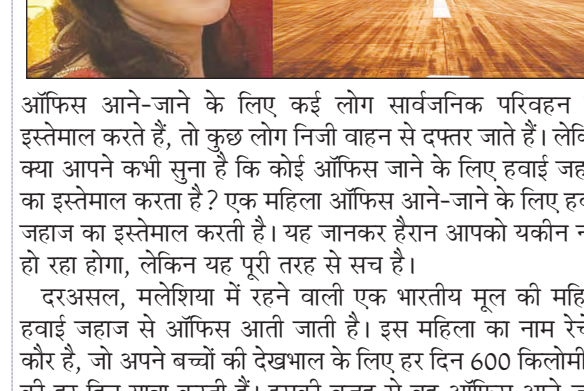 ऑफिस आने-जाने के लिए कई लोग सार्वजनिक परिवहन
इस्तेमाल करते हैं, तो कुछ लोग निजी वाहन से दफ्तर जाते हैं। लेकि
क्या आपने कभी सुना है कि कोई ऑफिस जाने के लिए हवाई जह
का इस्तेमाल करता है? एक महिला ऑफिस आने-जाने के लिए हव
जहाज का इस्तेमाल करती है। यह जानकर हैरान आपको यकीन न
हो रहा होगा, लेकिन यह पूरी तरह से सच है।
दरअसल, मलेशिया में रहने वाली एक भारतीय मूल की महि
हवाई जहाज से ऑफिस आती जाती है। इस महिला का नाम रेचे
कौर है, जो अपने बच्चों की देखभाल के लिए हर दिन 600 किलोमी